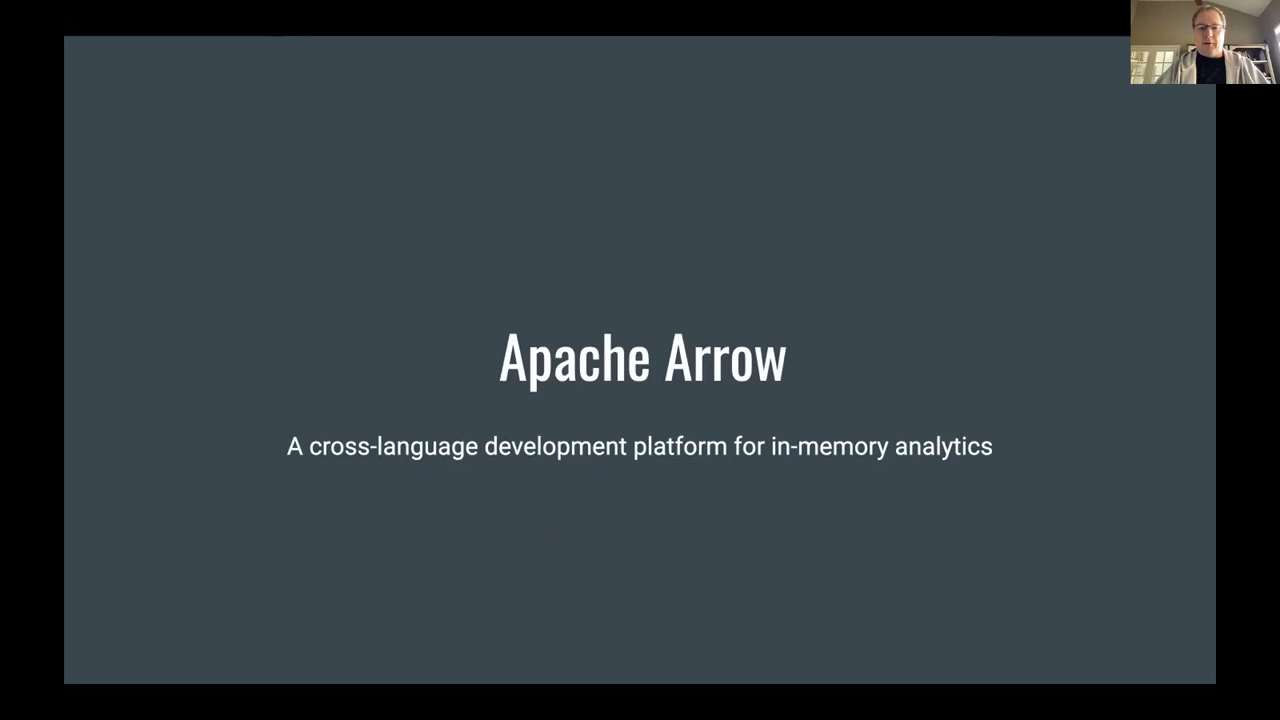 Apache Arrow
A cross-language development platform for in-memory analytics